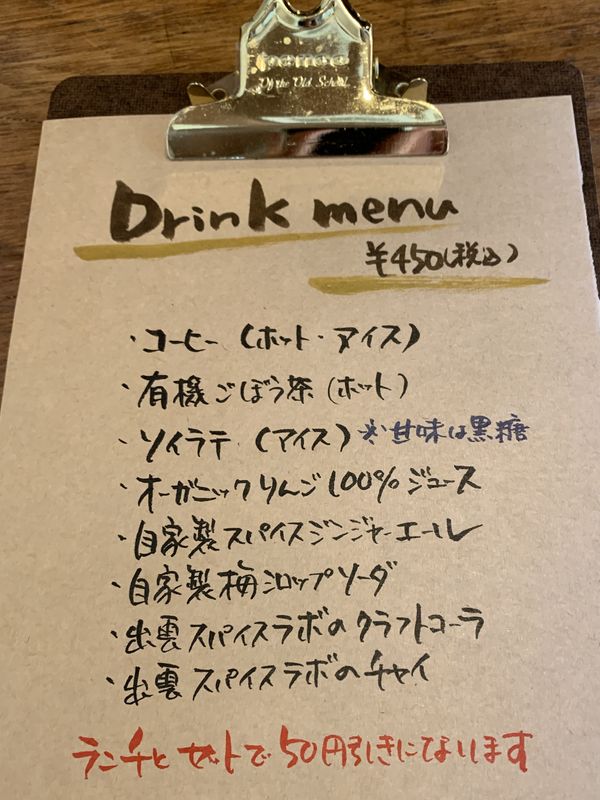 PENCO
Of the Old School
Drink menu
¥450(税込)
・コーヒー (ホット・アイス)
・有機ごぼう茶 (ホット)
・ソイラテ (アイス) ※甘味は黒糖
・オーガニックりんご100%ジュース
・自家製スパイスジンジャーエール
・自家製梅シロップソーダ
・出雲スパイスラボのクラフトコーラ
・出雲スパイスラボのチャイ
ランチとセットで50円引きになります